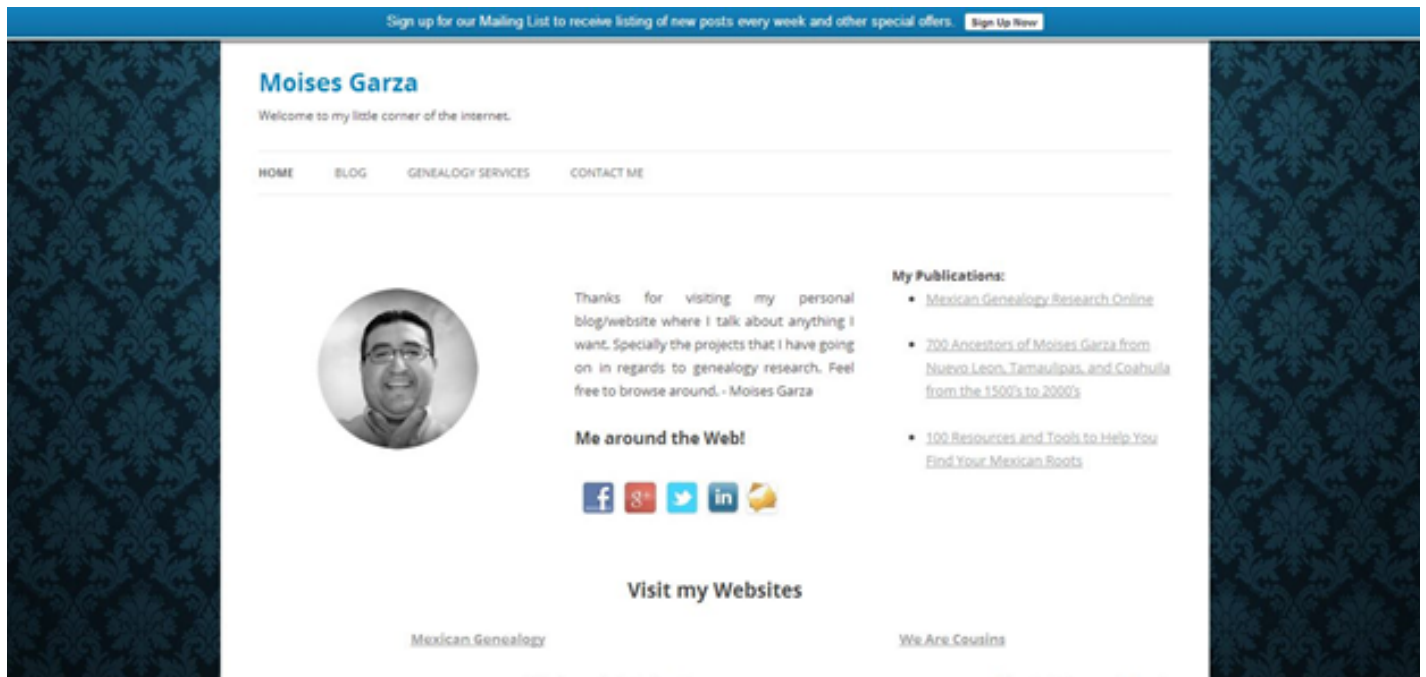 Sign up for our Mailing List to receive listing of new posts every week and other special offers. Sign Up Now
Moises Garza
Welcome to my little corner of the internet.
HOME BLOG GENEALOGY SERVICES CONTACT ME
Thanks for visiting my personal
blog/website where I talk about anything I
want. Specially the projects that I have going
on in regards to genealogy research. Feel
free to browse around. - Moises Garza
Me around the Web!
f g+ in
My Publications:
Mexican Genealogy Research Online
700 Ancestors of Moises Garza from
Nuevo Leon, Tamaulipas, and Coahuila
from the 1500's to 2000's
100 Resources and Tools to Help You
Find Your Mexican Roots
Visit my Websites
Mexican Genealogy We Are Cousins